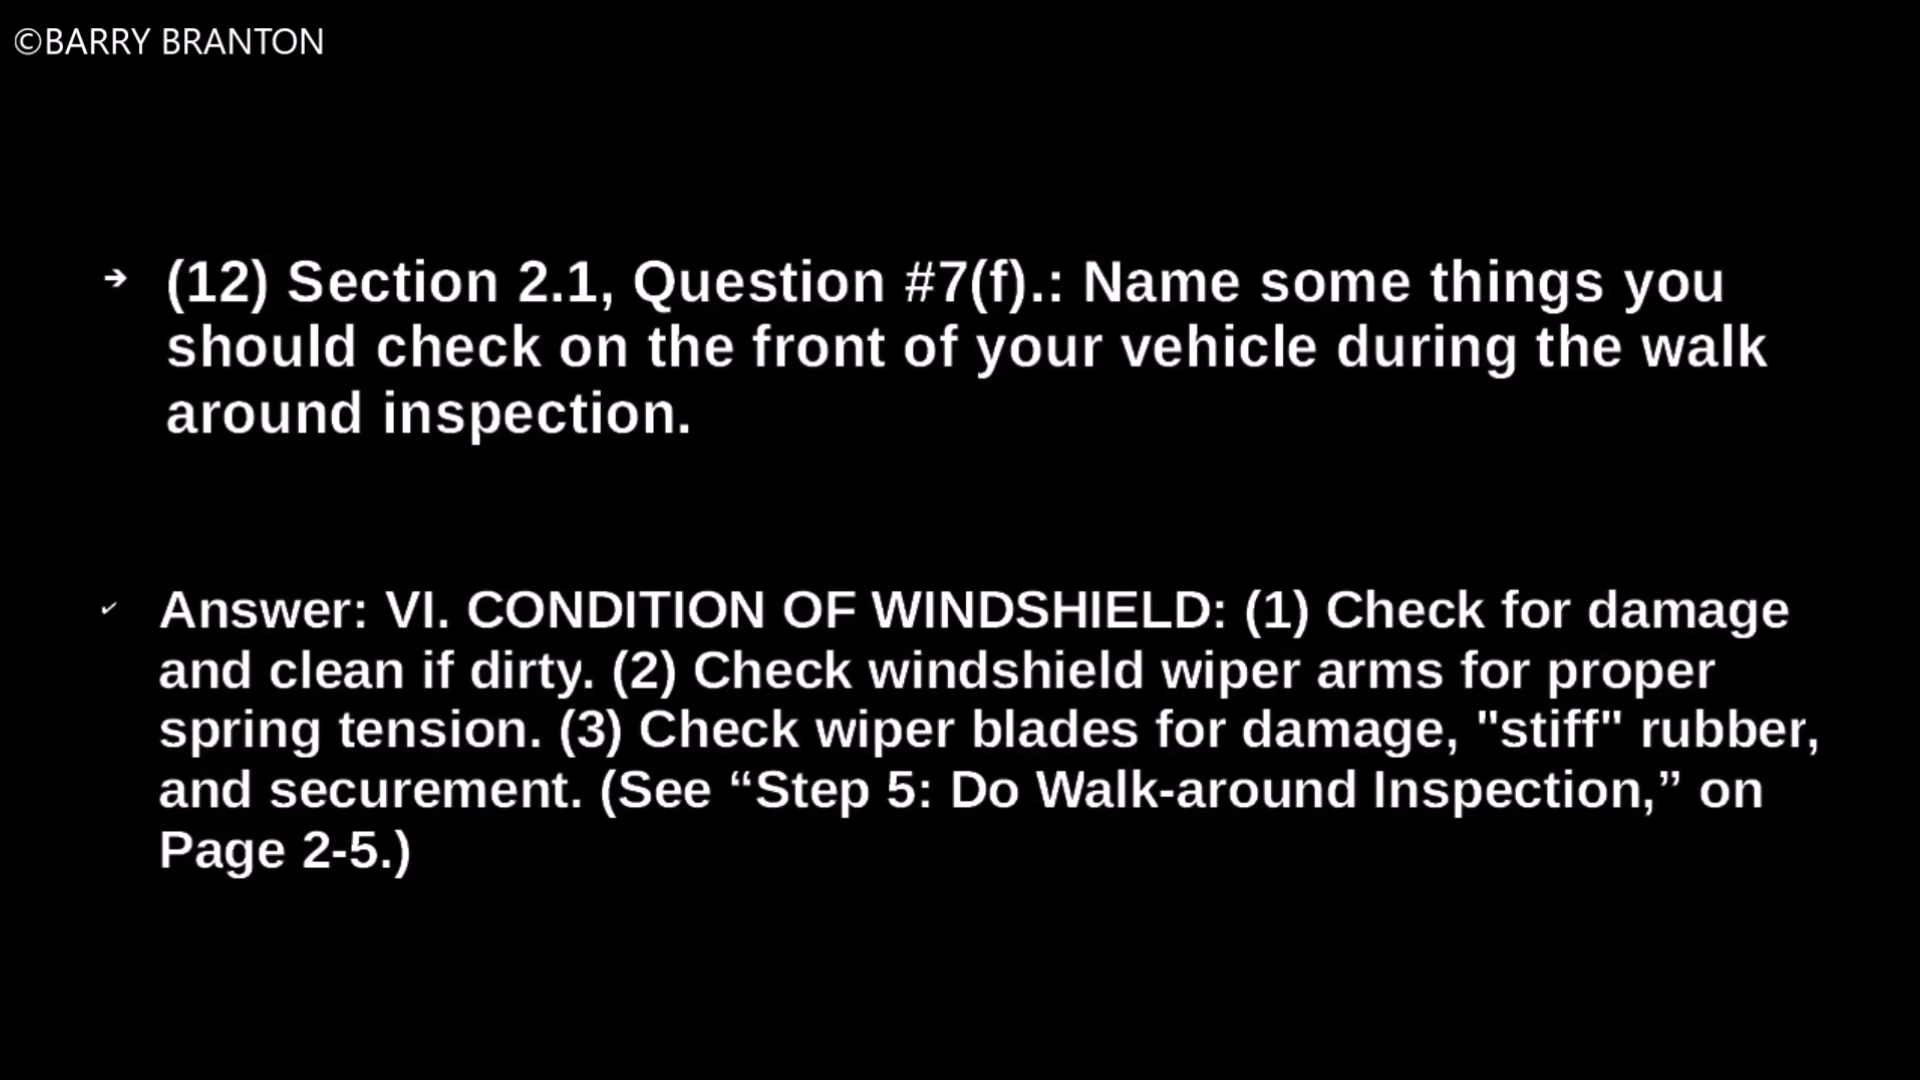 ©BARRY BRANTON
➔ (12) Section 2.1, Question #7(f).: Name some things you
should check on the front of your vehicle during the walk
around inspection.
✓ Answer: VI. CONDITION OF WINDSHIELD: (1) Check for damage
and clean if dirty. (2) Check windshield wiper arms for proper
spring tension. (3) Check wiper blades for damage, "stiff" rubber,
and securement. (See “Step 5: Do Walk-around Inspection,” on
Page 2-5.)